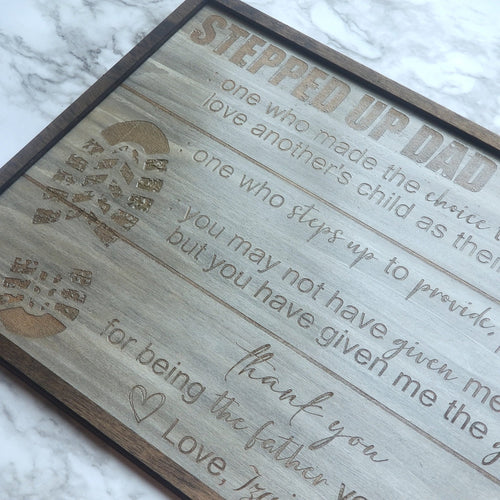 STEPPED UP DAD
one who made the choice
love another's child as
one who steps up to provide,
you may not have given me
but you have given me the
thank you
for being the father
Love,